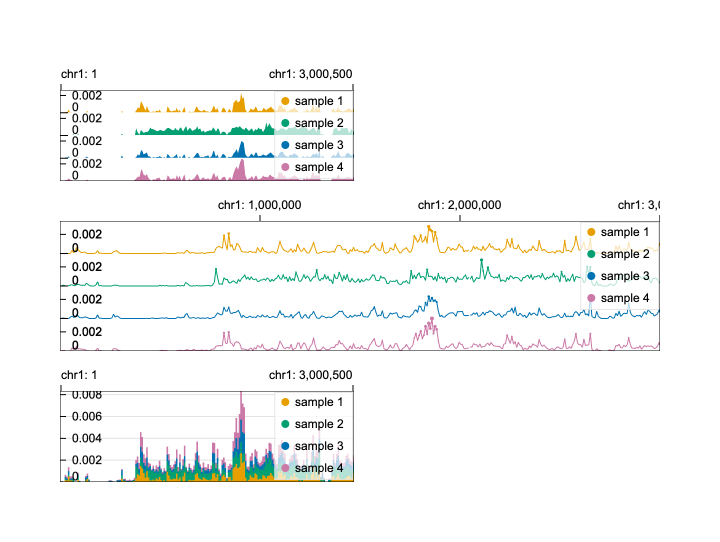 chr1: 1 chr1: 3,000,500
0.002 sample 1
0
0.002 sample 2
0
0.002 sample 3
0
0.002 sample 4
0
chr1: 1,000,000 chr1: 2,000,000 chr1: 3,(
0.002 sample 1
0
0.002 sample 2
0
0.002 sample 3
0
0.002 sample 4
0
chr1: 1 chr1: 3,000,500
0.008 sample 1
0.006 sample 2
0.004 sample 3
0.002 sample 4
0